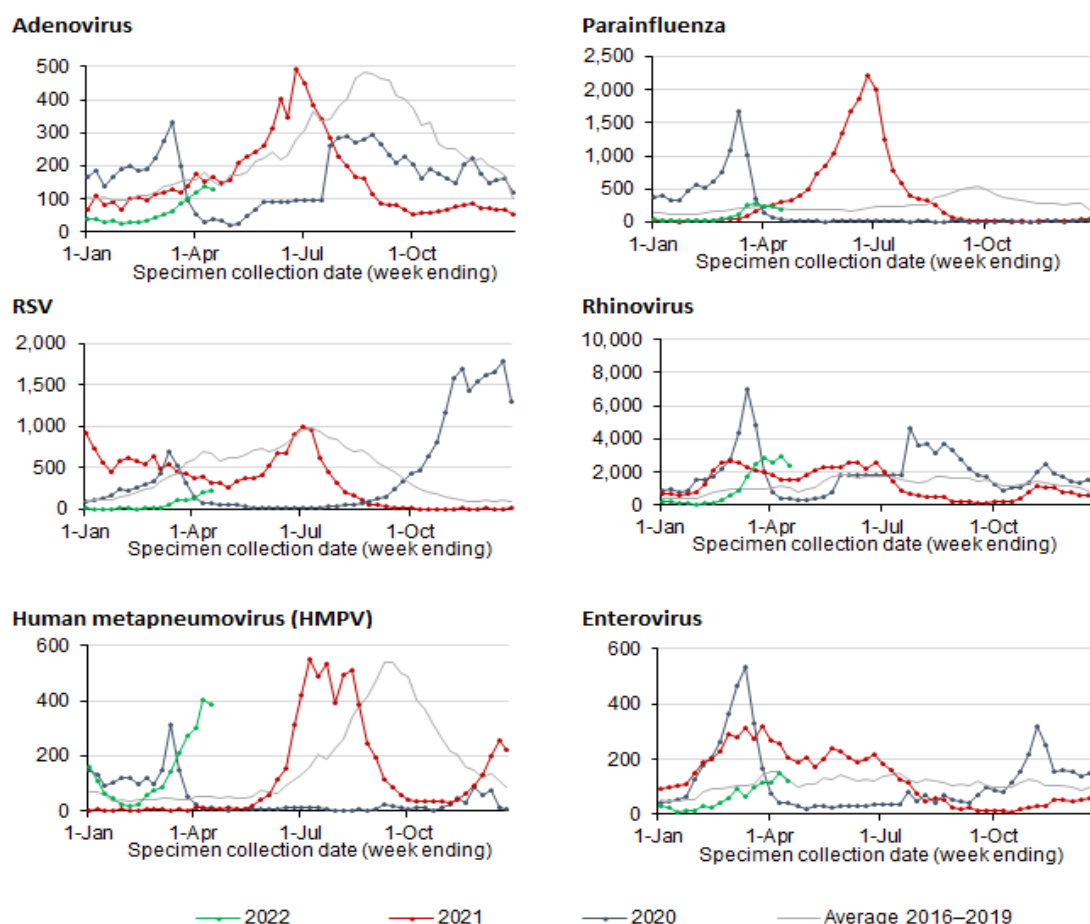 Adenovirus
500
400
300
200
100
0
1-Jan 1-Apr 1-Jul 1-Oct
Specimen collection date (week ending)
Parainfluenza
2,500
2,000
1,500
1,000
500
0
1-Jan 1-Apr 1-Jul 1-Oct
Specimen collection date (week ending)
RSV
2,000
1,500
1,000
500
0
1-Jan 1-Apr 1-Jul 1-Oct
Specimen collection date (week ending)
Rhinovirus
10,000
8,000
6,000
4,000
2,000
0
1-Jan 1-Apr 1-Jul 1-Oct
Specimen collection date (week ending)
Human metapneumovirus (HMPV)
600
400
200
0
1-Jan 1-Apr 1-Jul 1-Oct
Specimen collection date (week ending)
Enterovirus
600
400
200
0
1-Jan 1-Apr 1-Jul 1-Oct
Specimen collection date (week ending)
2022 2021 2020 Average 2016–2019